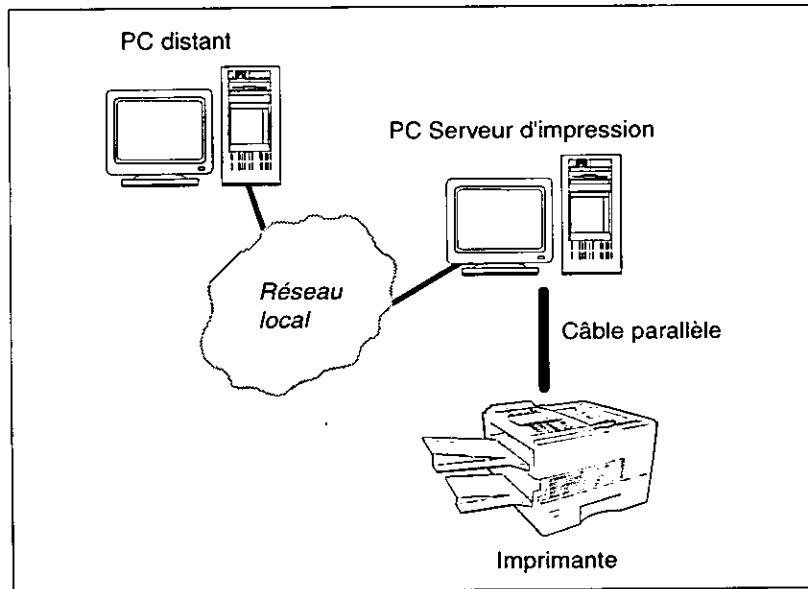 PC distant
PC Serveur d'impression
Réseau
local
Câble parallèle
Imprimante